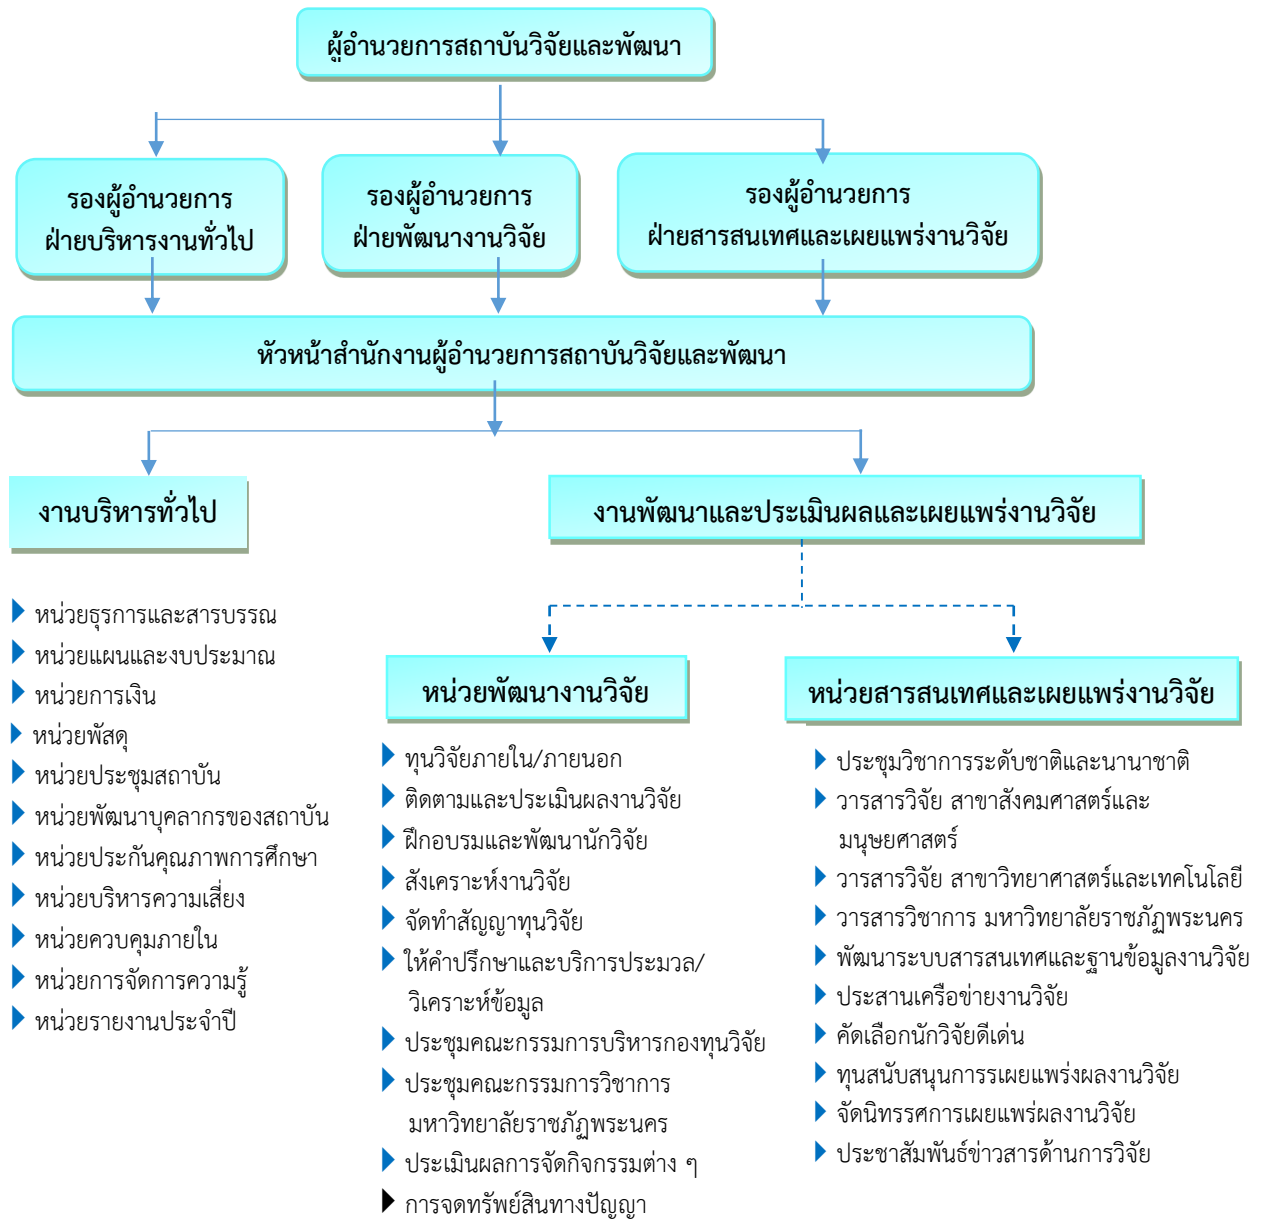 ผู้อำนวยการสถาบันวิจัยและพัฒนา
รองผู้อำนวยการ
ฝ่ายบริหารงานทั่วไป
รองผู้อำนวยการ
ฝ่ายพัฒนางานวิจัย
รองผู้อำนวยการ
ฝ่ายสารสนเทศและเผยแพร่งานวิจัย
หัวหน้าสำนักงานผู้อำนวยการสถาบันวิจัยและพัฒนา
งานบริหารทั่วไป
งานพัฒนาและประเมินผลและเผยแพร่งานวิจัย
หน่วยธุรการและสารบรรณ
หน่วยแผนและงบประมาณ
หน่วยการเงิน
หน่วยพัสดุ
หน่วยประชุมสถาบัน
หน่วยพัฒนาบุคลากรของสถาบัน
หน่วยประกันคุณภาพการศึกษา
หน่วยบริหารความเสี่ยง
หน่วยควบคุมภายใน
หน่วยการจัดการความรู้
หน่วยรายงานประจำปี
หน่วยพัฒนางานวิจัย
ทุนวิจัยภายใน/ภายนอก
ติดตามและประเมินผลงานวิจัย
ฝึกอบรมและพัฒนานักวิจัย
สังเคราะห์งานวิจัย
จัดทำสัญญาทุนวิจัย
ให้คำปรึกษาและบริการประมวล/
วิเคราะห์ข้อมูล
ประชุมคณะกรรมการบริหารกองทุนวิจัย
ประชุมคณะกรรมการวิชาการ
มหาวิทยาลัยราชภัฏพระนคร
ประเมินผลการจัดกิจกรรมต่าง ๆ
การจดทรัพย์สินทางปัญญา
หน่วยสารสนเทศและเผยแพร่งานวิจัย
ประชุมวิชาการระดับชาติและนานาชาติ
วารสารวิจัย สาขาสังคมศาสตร์และ
มนุษยศาสตร์
วารสารวิจัย สาขาวิทยาศาสตร์และเทคโนโลยี
วารสารวิชาการ มหาวิทยาลัยราชภัฏพระนคร
พัฒนาระบบสารสนเทศและฐานข้อมูลงานวิจัย
ประสานเครือข่ายงานวิจัย
คัดเลือกนักวิจัยดีเด่น
ทุนสนับสนุนการรเผยแพร่งผลงานวิจัย
จัดนิทรรศการเผยแพร่ผลงานวิจัย
ประชาสัมพันธ์ข่าวสารด้านการวิจัย